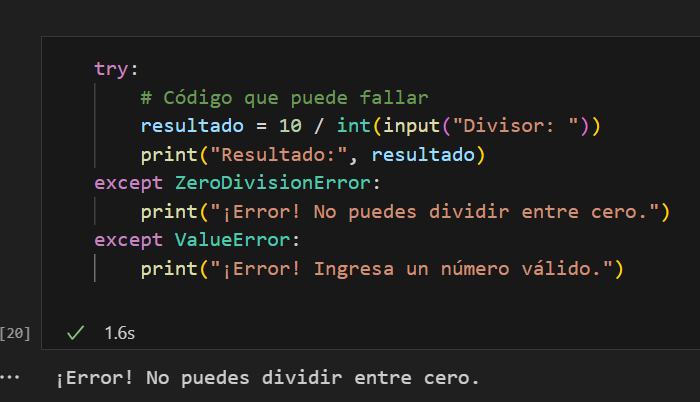 try:
    # Código que puede fallar
    resultado = 10 / int(input("Divisor: "))
    print("Resultado:", resultado)
except ZeroDivisionError:
    print("¡Error! No puedes dividir entre cero.")
except ValueError:
    print("¡Error! Ingresa un número válido.")
[20] ✓ 1.6s
... ¡Error! No puedes dividir entre cero.